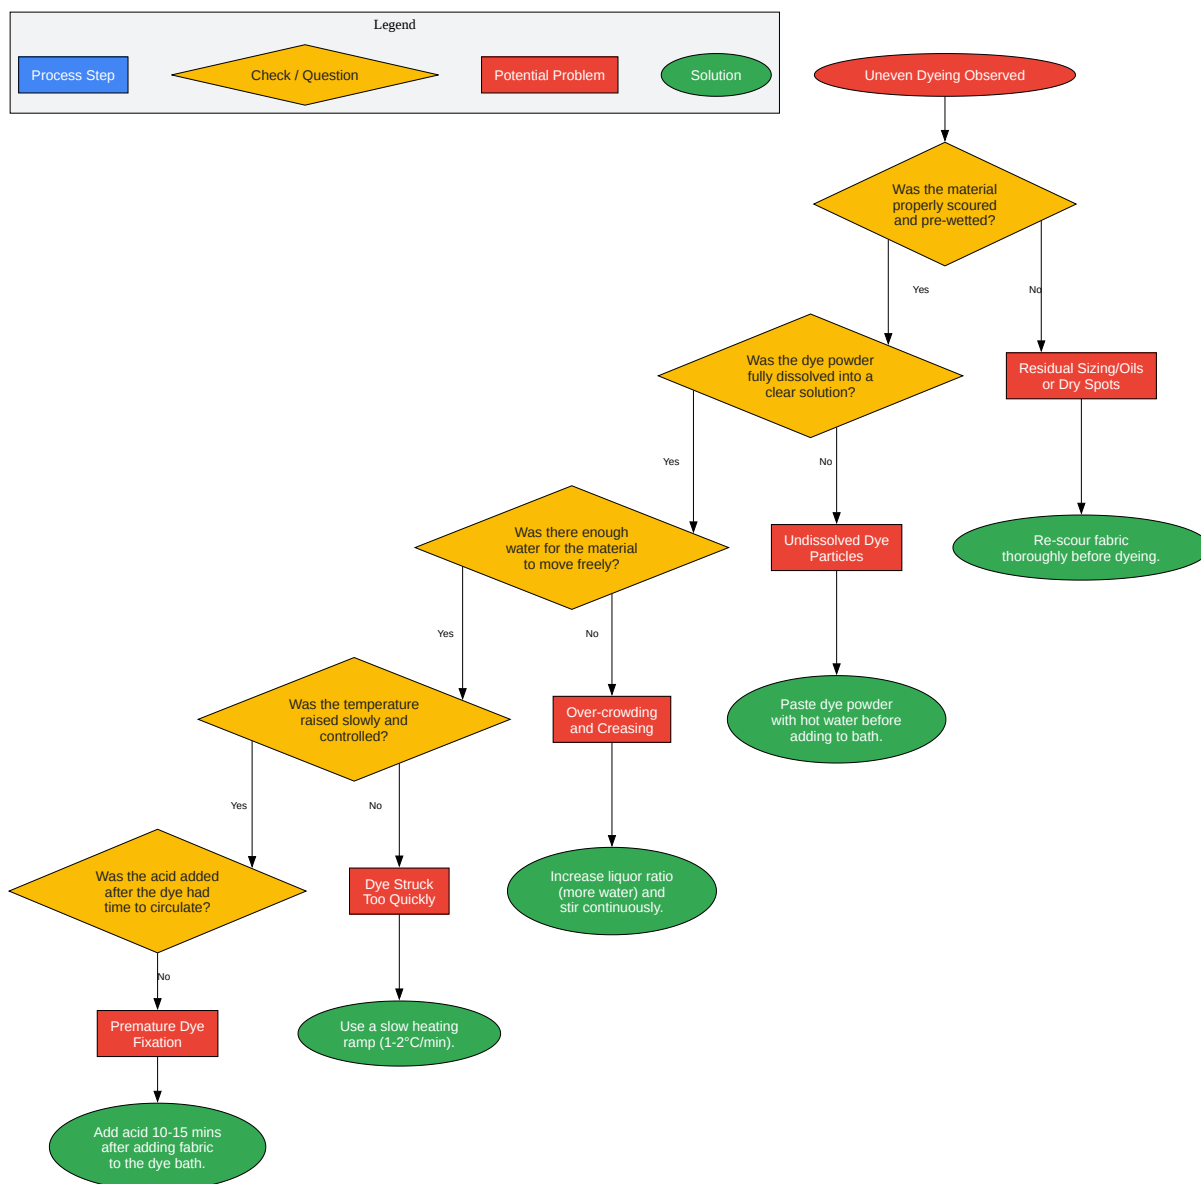 Legend
Process Step
Check / Question
Potential Problem
Solution
Uneven Dyeing Observed
Was the material
properly scoured
and pre-wetted?
Yes
No
Was the dye powder
fully dissolved into a
clear solution?
Residual Sizing/Oils
or Dry Spots
Yes
No
Was there enough
water for the material
to move freely?
Undissolved Dye
Particles
Re-scour fabric
thoroughly before dyeing.
Yes
No
Was the temperature
raised slowly and
controlled?
Over-crowding
and Creasing
Paste dye powder
with hot water before
adding to bath.
Yes
No
Was the acid added
after the dye had
time to circulate?
Dye Struck
Too Quickly
Increase liquor ratio
(more water) and
stir continuously.
No
Premature Dye
Fixation
Use a slow heating
ramp (1-2°C/min).
Add acid 10-15 mins
after adding fabric
to the dye bath.